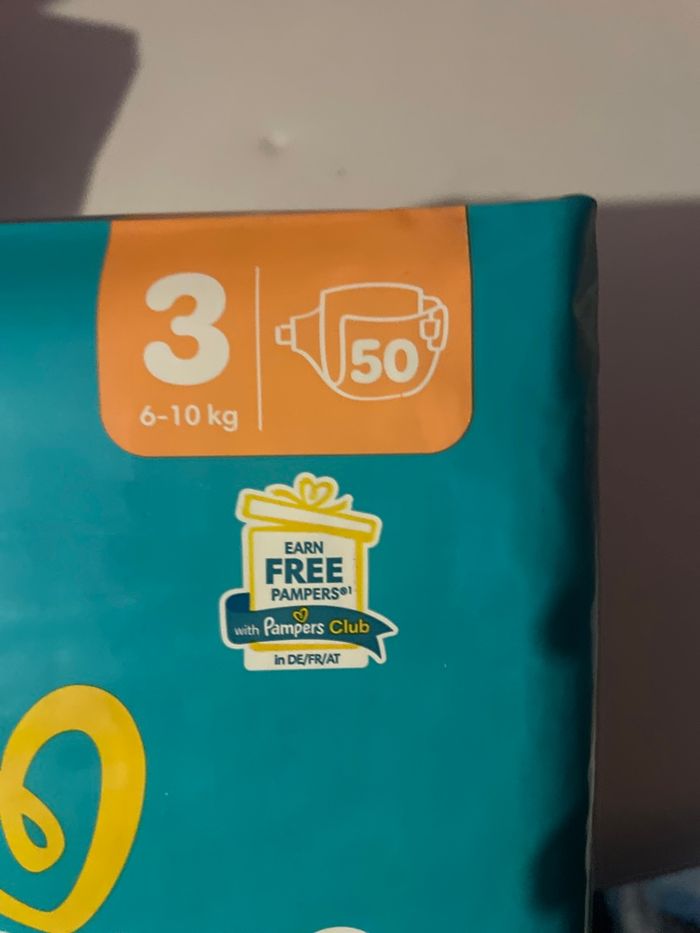 3
50
6-10 kg
EARN
FREE
PAMPERS®1
with Pampers Club
in DE/FR/AT